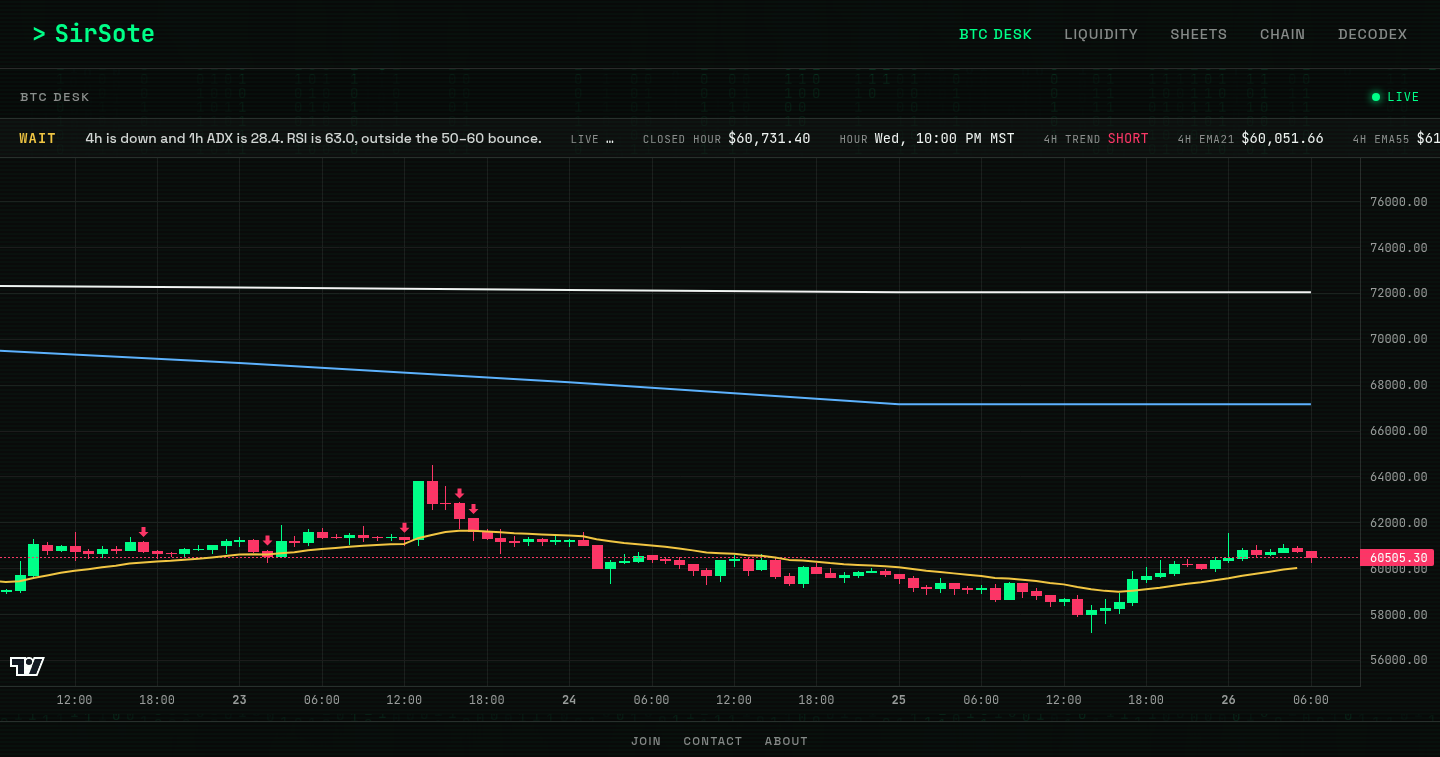 > SirSote
BTC DESK LIQUIDITY SHEETS CHAIN DECODEX
BTC DESK
LIVE
WAIT 4h is down and 1h ADX is 28.4. RSI is 63.0, outside the 50–60 bounce. LIVE … CLOSED HOUR $60,731.40 HOUR Wed, 10:00 PM MST 4H TREND SHORT 4H EMA21 $60,051.66 4H EMA55 $61
76000.00
74000.00
72000.00
70000.00
68000.00
66000.00
64000.00
62000.00
60505.30
60000.00
58000.00
56000.00
12:00 18:00 23 06:00 12:00 18:00 24 06:00 12:00 18:00 25 06:00 12:00 18:00 26 06:00
JOIN CONTACT ABOUT